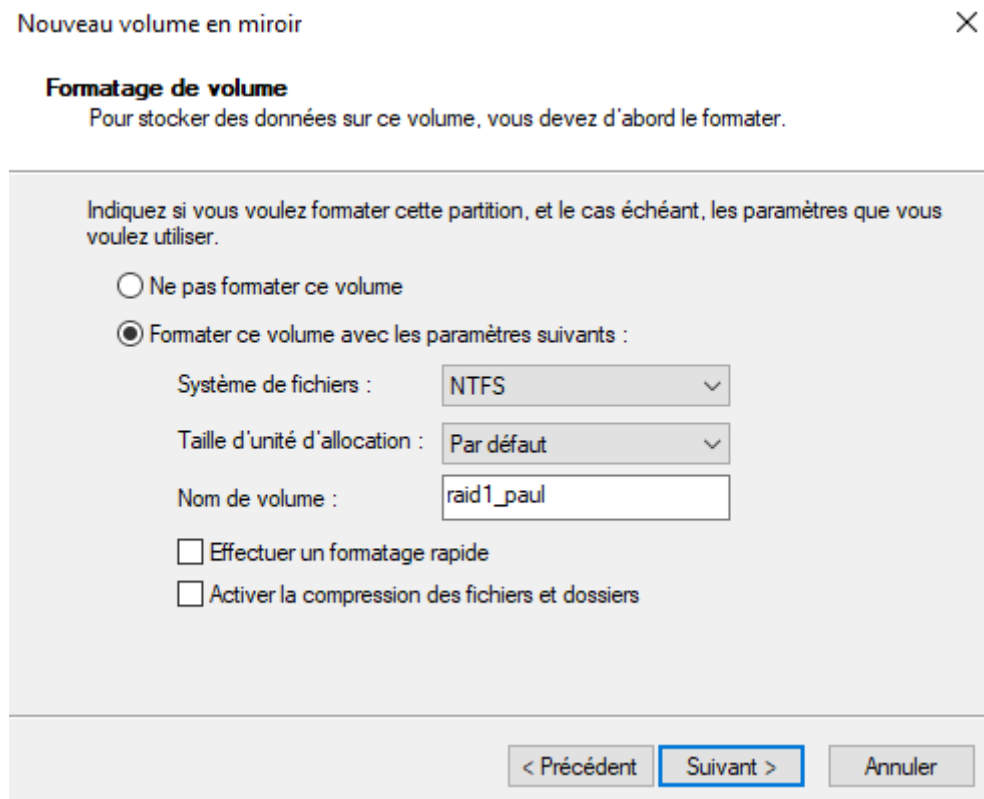 Nouveau volume en miroir
Formatage de volume
Pour stocker des données sur ce volume, vous devez d'abord le formater.
Indiquez si vous voulez formater cette partition, et le cas échéant, les paramètres que vous
voulez utiliser.
Ne pas formater ce volume
Formater ce volume avec les paramètres suivants :
Système de fichiers : NTFS
Taille d'unité d'allocation : Par défaut
Nom de volume : raid1_paul
Effectuer un formatage rapide
Activer la compression des fichiers et dossiers
< Précédent Suivant > Annuler